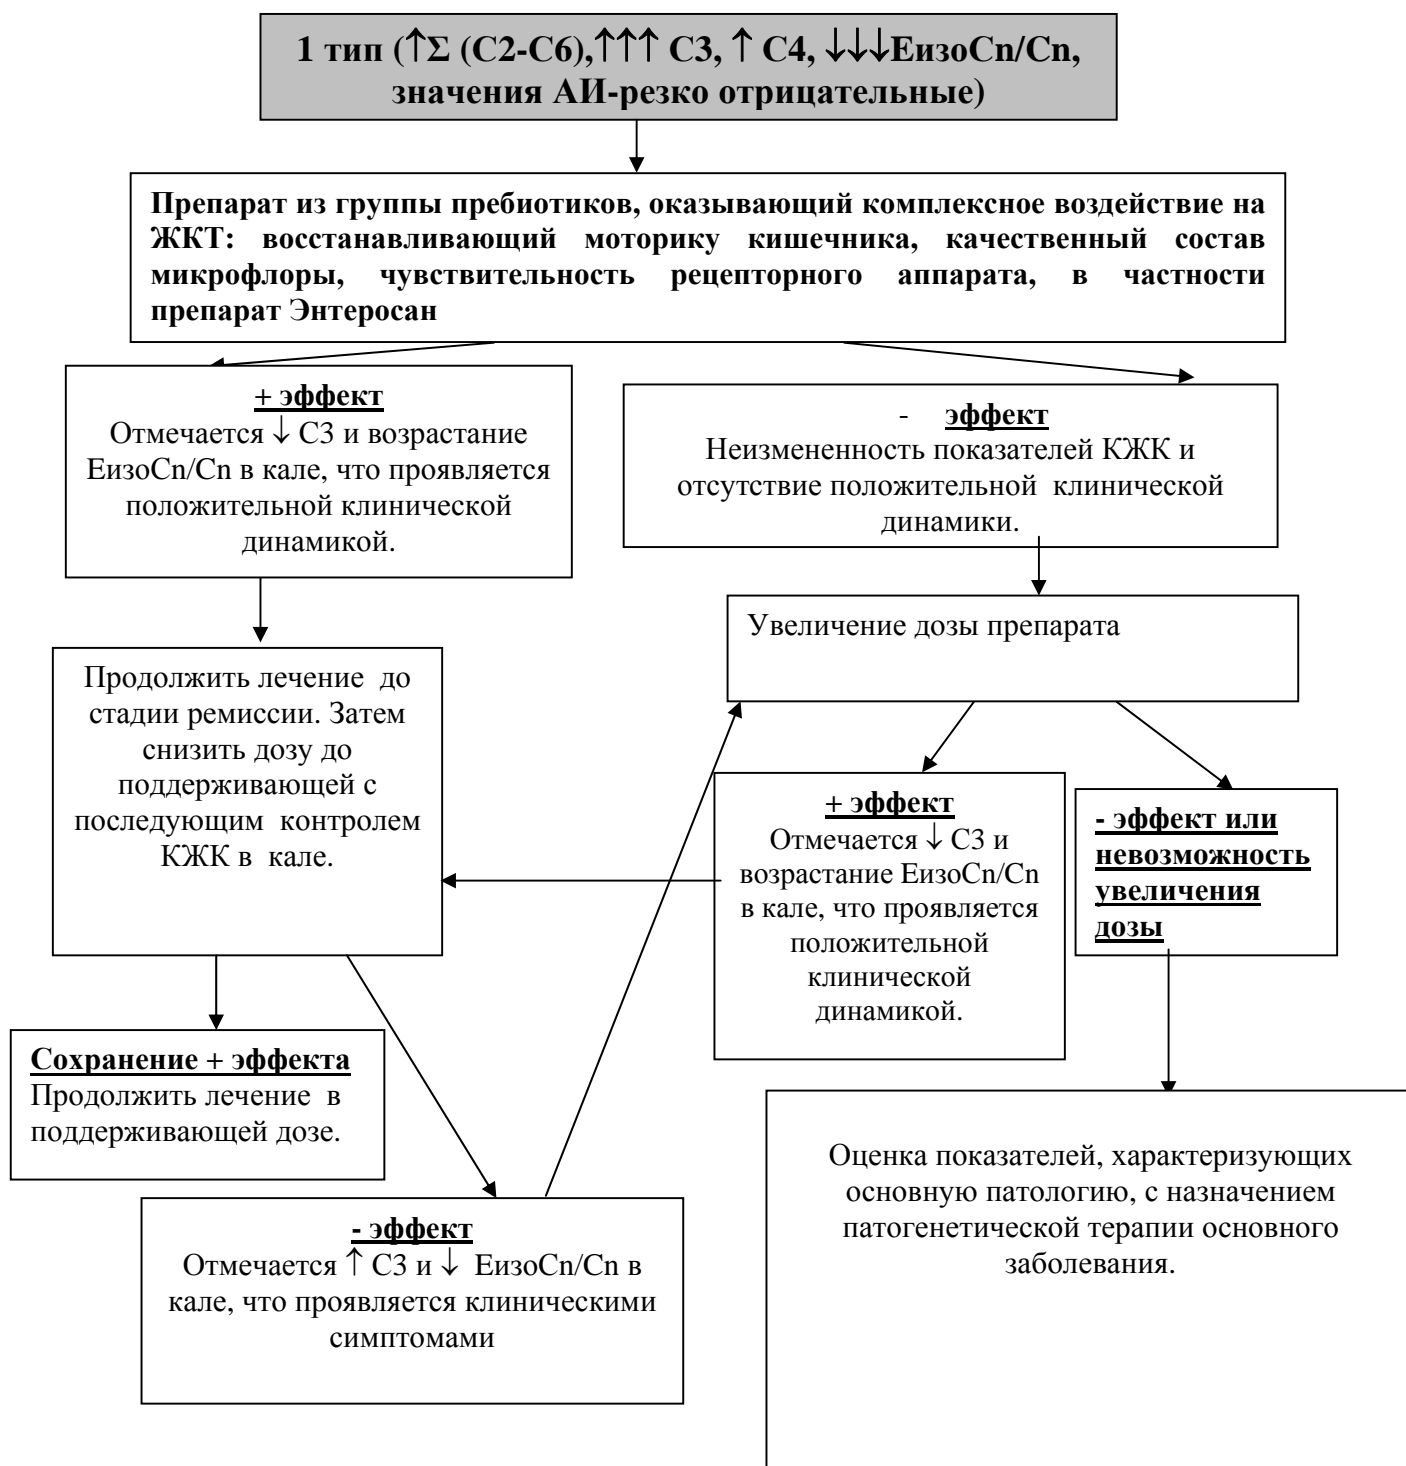 1 тип (↑Σ (С2-С6),↑↑↑ С3, ↑ С4, ↓↓↓ЕизоСn/Cn,
значения АИ-резко отрицательные)
Препарат из группы пребиотиков, оказывающий комплексное воздействие на
ЖКТ: восстанавливающий моторику кишечника, качественный состав
микрофлоры, чувствительность рецепторного аппарата, в частности
препарат Энтеросан
+ эффект
Отмечается ↓ С3 и возрастание
ЕизоСn/Cn в кале, что проявляется
положительной клинической
динамикой.
- эффект
Неизмененность показателей КЖК и
отсутствие положительной клинической
динамики.
Увеличение дозы препарата
Продолжить лечение до
стадии ремиссии. Затем
снизить дозу до
поддерживающей с
последующим контролем
КЖК в кале.
+ эффект
Отмечается ↓ С3 и
возрастание ЕизоСn/Cn
в кале, что проявляется
положительной
клинической
динамикой.
- эффект или
невозможность
увеличения
дозы
Сохранение + эффекта
Продолжить лечение в
поддерживающей дозе.
- эффект
Отмечается ↑ С3 и ↓ ЕизоСn/Cn в
кале, что проявляется клиническими
симптомами
Оценка показателей, характеризующих
основную патологию, с назначением
патогенетической терапии основного
заболевания.